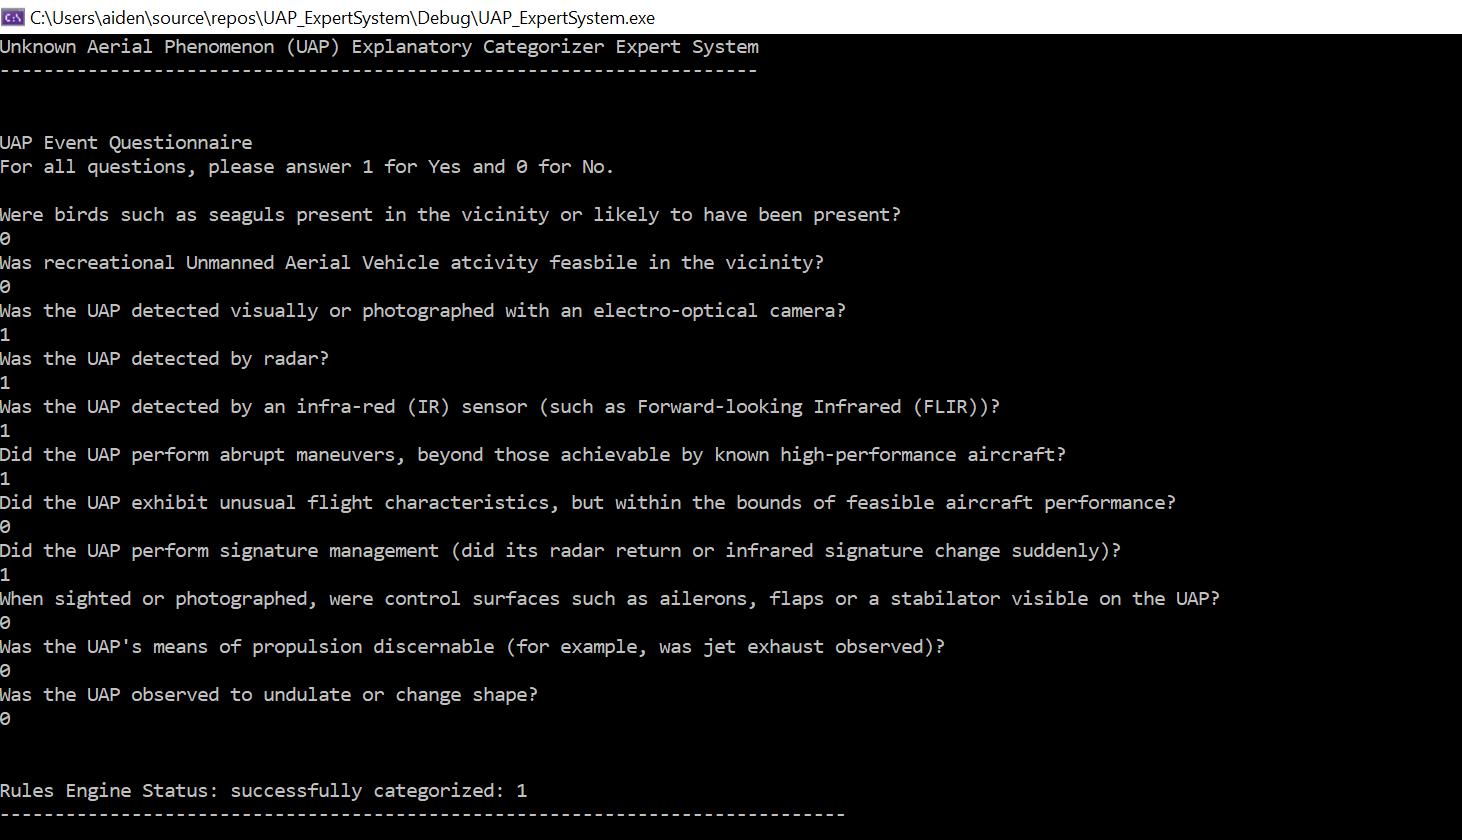 C:\Users\aiden\source\repos\UAP_ExpertSystem\Debug\UAP_ExpertSystem.exe
Unknown Aerial Phenomenon (UAP) Explanatory Categorizer Expert System
---------------------------------------------------------------------
UAP Event Questionnaire
For all questions, please answer 1 for Yes and 0 for No.
Were birds such as seaguls present in the vicinity or likely to have been present?
0
Was recreational Unmanned Aerial Vehicle atcivity feasbile in the vicinity?
0
Was the UAP detected visually or photographed with an electro-optical camera?
1
Was the UAP detected by radar?
1
Was the UAP detected by an infra-red (IR) sensor (such as Forward-looking Infrared (FLIR))?
1
Did the UAP perform abrupt maneuvers, beyond those achievable by known high-performance aircraft?
1
Did the UAP exhibit unusual flight characteristics, but within the bounds of feasible aircraft performance?
0
Did the UAP perform signature management (did its radar return or infrared signature change suddenly)?
1
When sighted or photographed, were control surfaces such as ailerons, flaps or a stabilator visible on the UAP?
0
Was the UAP's means of propulsion discernable (for example, was jet exhaust observed)?
0
Was the UAP observed to undulate or change shape?
0
Rules Engine Status: successfully categorized: 1
-----------------------------------------------------------------------------